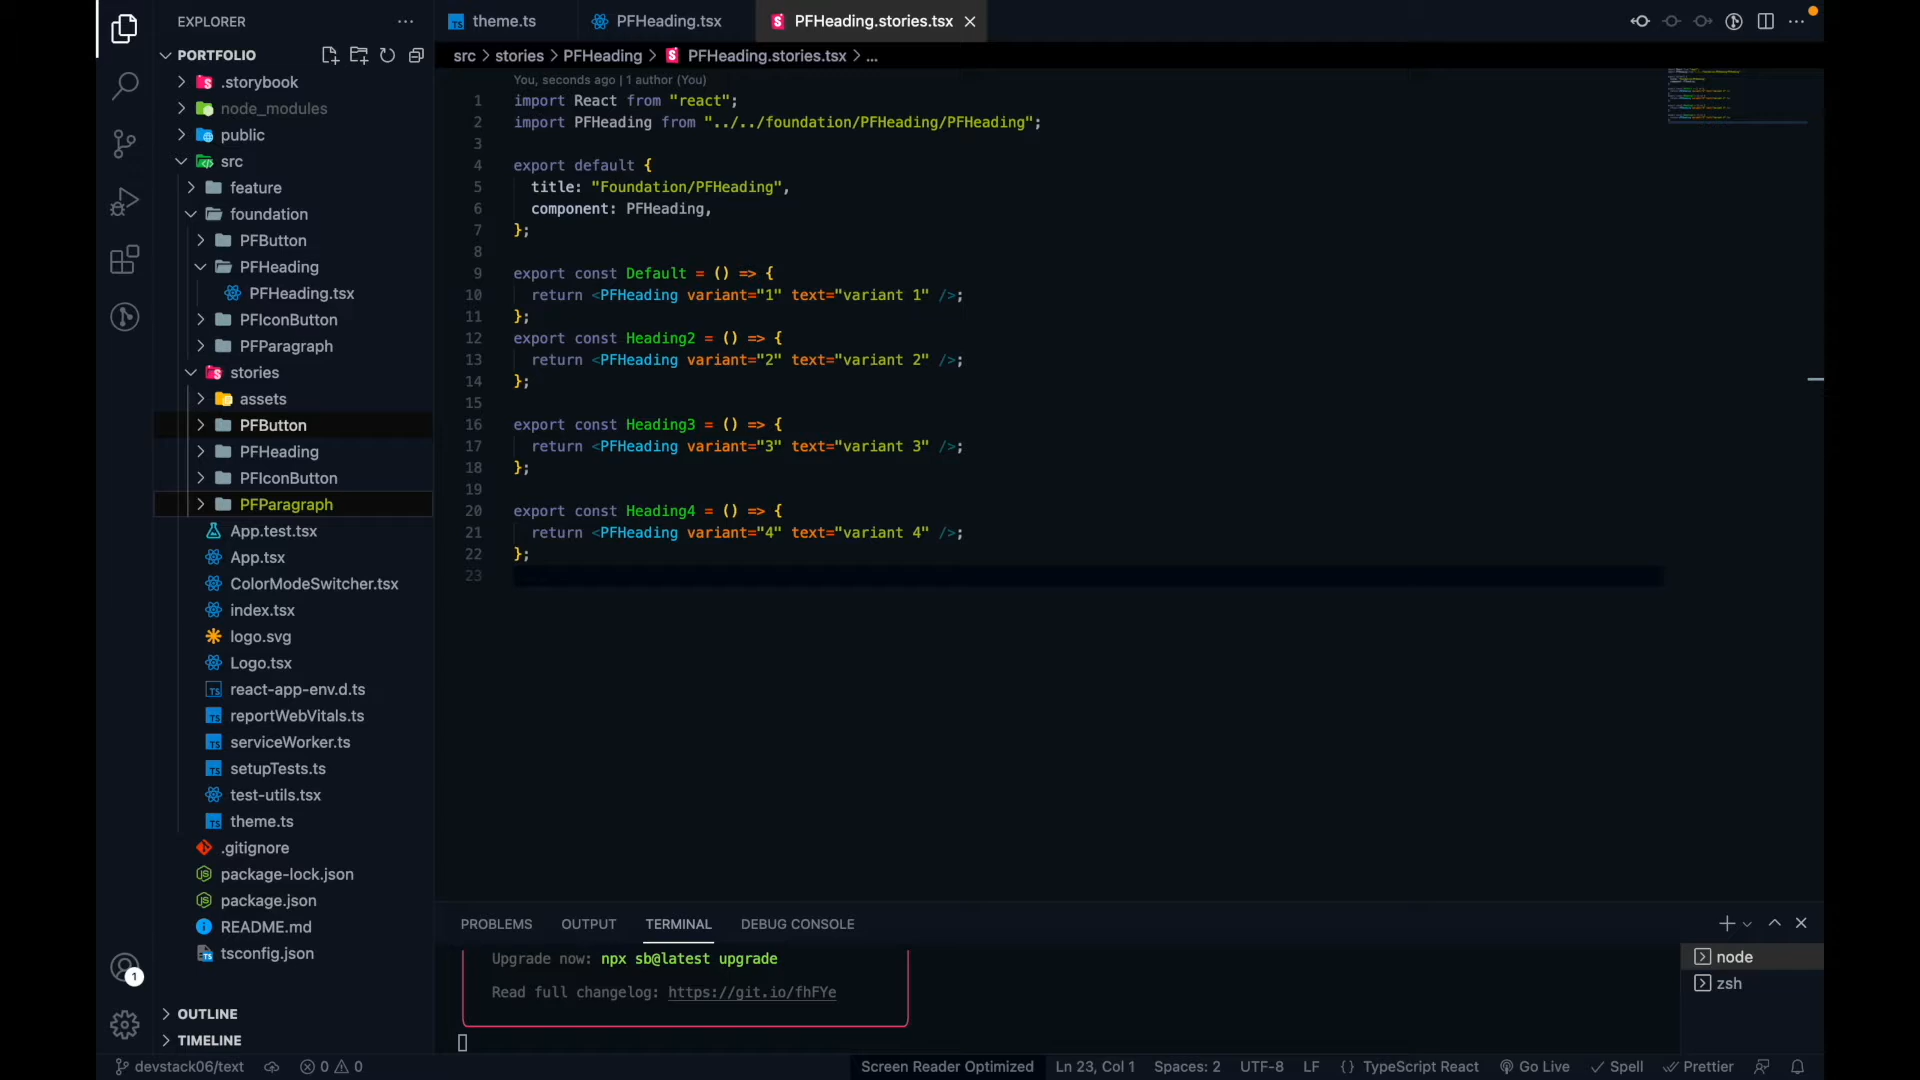 EXPLORER
PORTFOLIO
.storybook
node_modules
public
src
feature
foundation
PFButton
PFHeading
PFHeading.tsx
PFIconButton
PFParagraph
stories
assets
PFButton
PFHeading
PFIconButton
PFParagraph
App.test.tsx
App.tsx
ColorModeSwitcher.tsx
index.tsx
logo.svg
Logo.tsx
react-app-env.d.ts
reportWebVitals.ts
serviceWorker.ts
setupTests.ts
test-utils.tsx
theme.ts
.gitignore
package-lock.json
package.json
README.md
tsconfig.json
OUTLINE
TIMELINE
1
theme.ts PFHeading.tsx PFHeading.stories.tsx
src > stories > PFHeading > PFHeading.stories.tsx > ...
You, seconds ago | 1 author (You)
1 import React from "react";
2 import PFHeading from "../../foundation/PFHeading/PFHeading";
3
4 export default {
5 title: "Foundation/PFHeading",
6 component: PFHeading,
7 };
8
9 export const Default = () => {
10 return <PFHeading variant="1" text="variant 1" />;
11 };
12 export const Heading2 = () => {
13 return <PFHeading variant="2" text="variant 2" />;
14 };
15
16 export const Heading3 = () => {
17 return <PFHeading variant="3" text="variant 3" />;
18 };
19
20 export const Heading4 = () => {
21 return <PFHeading variant="4" text="variant 4" />;
22 };
23
PROBLEMS OUTPUT TERMINAL DEBUG CONSOLE
Upgrade now: npx sb@latest upgrade
Read full changelog: https://git.io/fhFYe
node
zsh
devstack06/text 0 0 Screen Reader Optimized Ln 23, Col 1 Spaces: 2 UTF-8 LF {} TypeScript React Go Live Spell Prettier